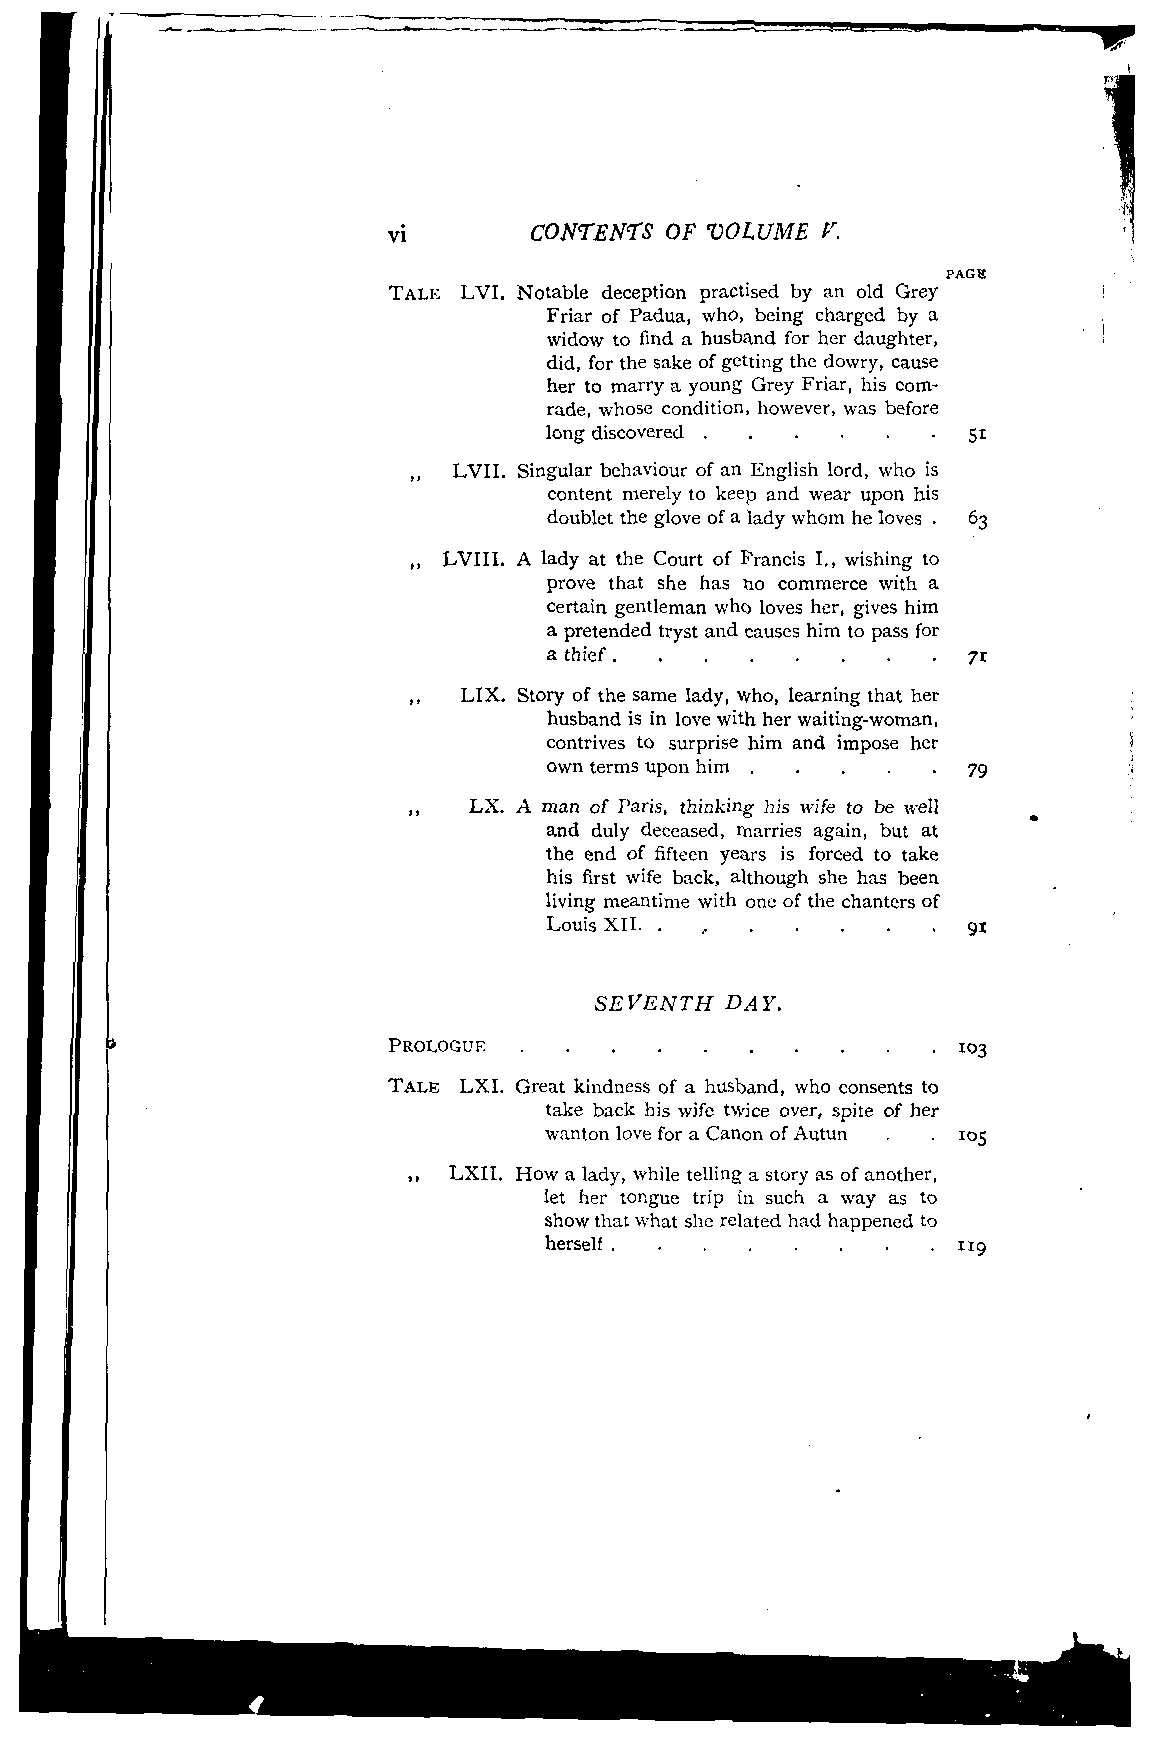 vi CONTENTS OF VOLUME V.
PAGE
TALE LVI. Notable deception practised by an old Grey
Friar of Padua, who, being charged by a
widow to find a husband for her daughter,
did, for the sake of getting the dowry, cause
her to marry a young Grey Friar, his com-
rade, whose condition, however, was before
long discovered . . . . . . 51
,, LVII. Singular behaviour of an English lord, who is
content merely to keep and wear upon his
doublet the glove of a lady whom he loves . 63
,, LVIII. A lady at the Court of Francis I., wishing to
prove that she has no commerce with a
certain gentleman who loves her, gives him
a pretended tryst and causes him to pass for
a thief . . . . . . . . 71
,, LIX. Story of the same lady, who, learning that her
husband is in love with her waiting-woman,
contrives to surprise him and impose her
own terms upon him . . . . . 79
,, LX. A man of Paris, thinking his wife to be well
and duly deceased, marries again, but at
the end of fifteen years is forced to take
his first wife back, although she has been
living meantime with one of the chanters of
Louis XII. . . . . . . . 91
SEVENTH DAY.
PROLOGUE . . . . . . . . . . 103
TALE LXI. Great kindness of a husband, who consents to
take back his wife twice over, spite of her
wanton love for a Canon of Autun . . 105
,, LXII. How a lady, while telling a story as of another,
let her tongue trip in such a way as to
show that what she related had happened to
herself . . . . . . . . 119